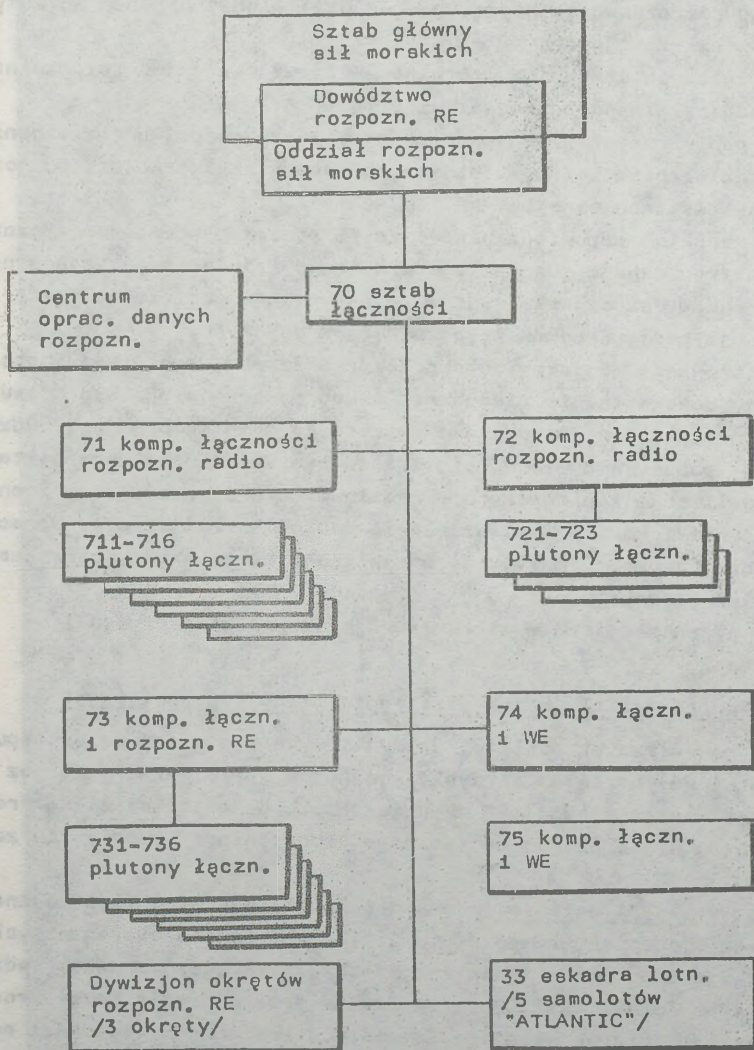 Sztab główny
sił morskich
Dowództwo
rozpozn. RE
Oddział rozpozn.
sił morskich
Centrum
oprac. danych
rozpozn.
70 sztab
łączności
71 komp. łączności
rozpozn. radio
72 komp. łączności
rozpozn. radio
711-716
plutony łączn.
721-723
plutony łączn.
73 komp. łączn.
i rozpozn. RE
74 komp. łączn.
i WE
731-736
plutony łączn.
75 komp. łączn.
i WE
Dywizjon okrętów
rozpozn. RE
/3 okręty/
33 eskadra lotn.
/5 samolotów
"ATLANTIC"/